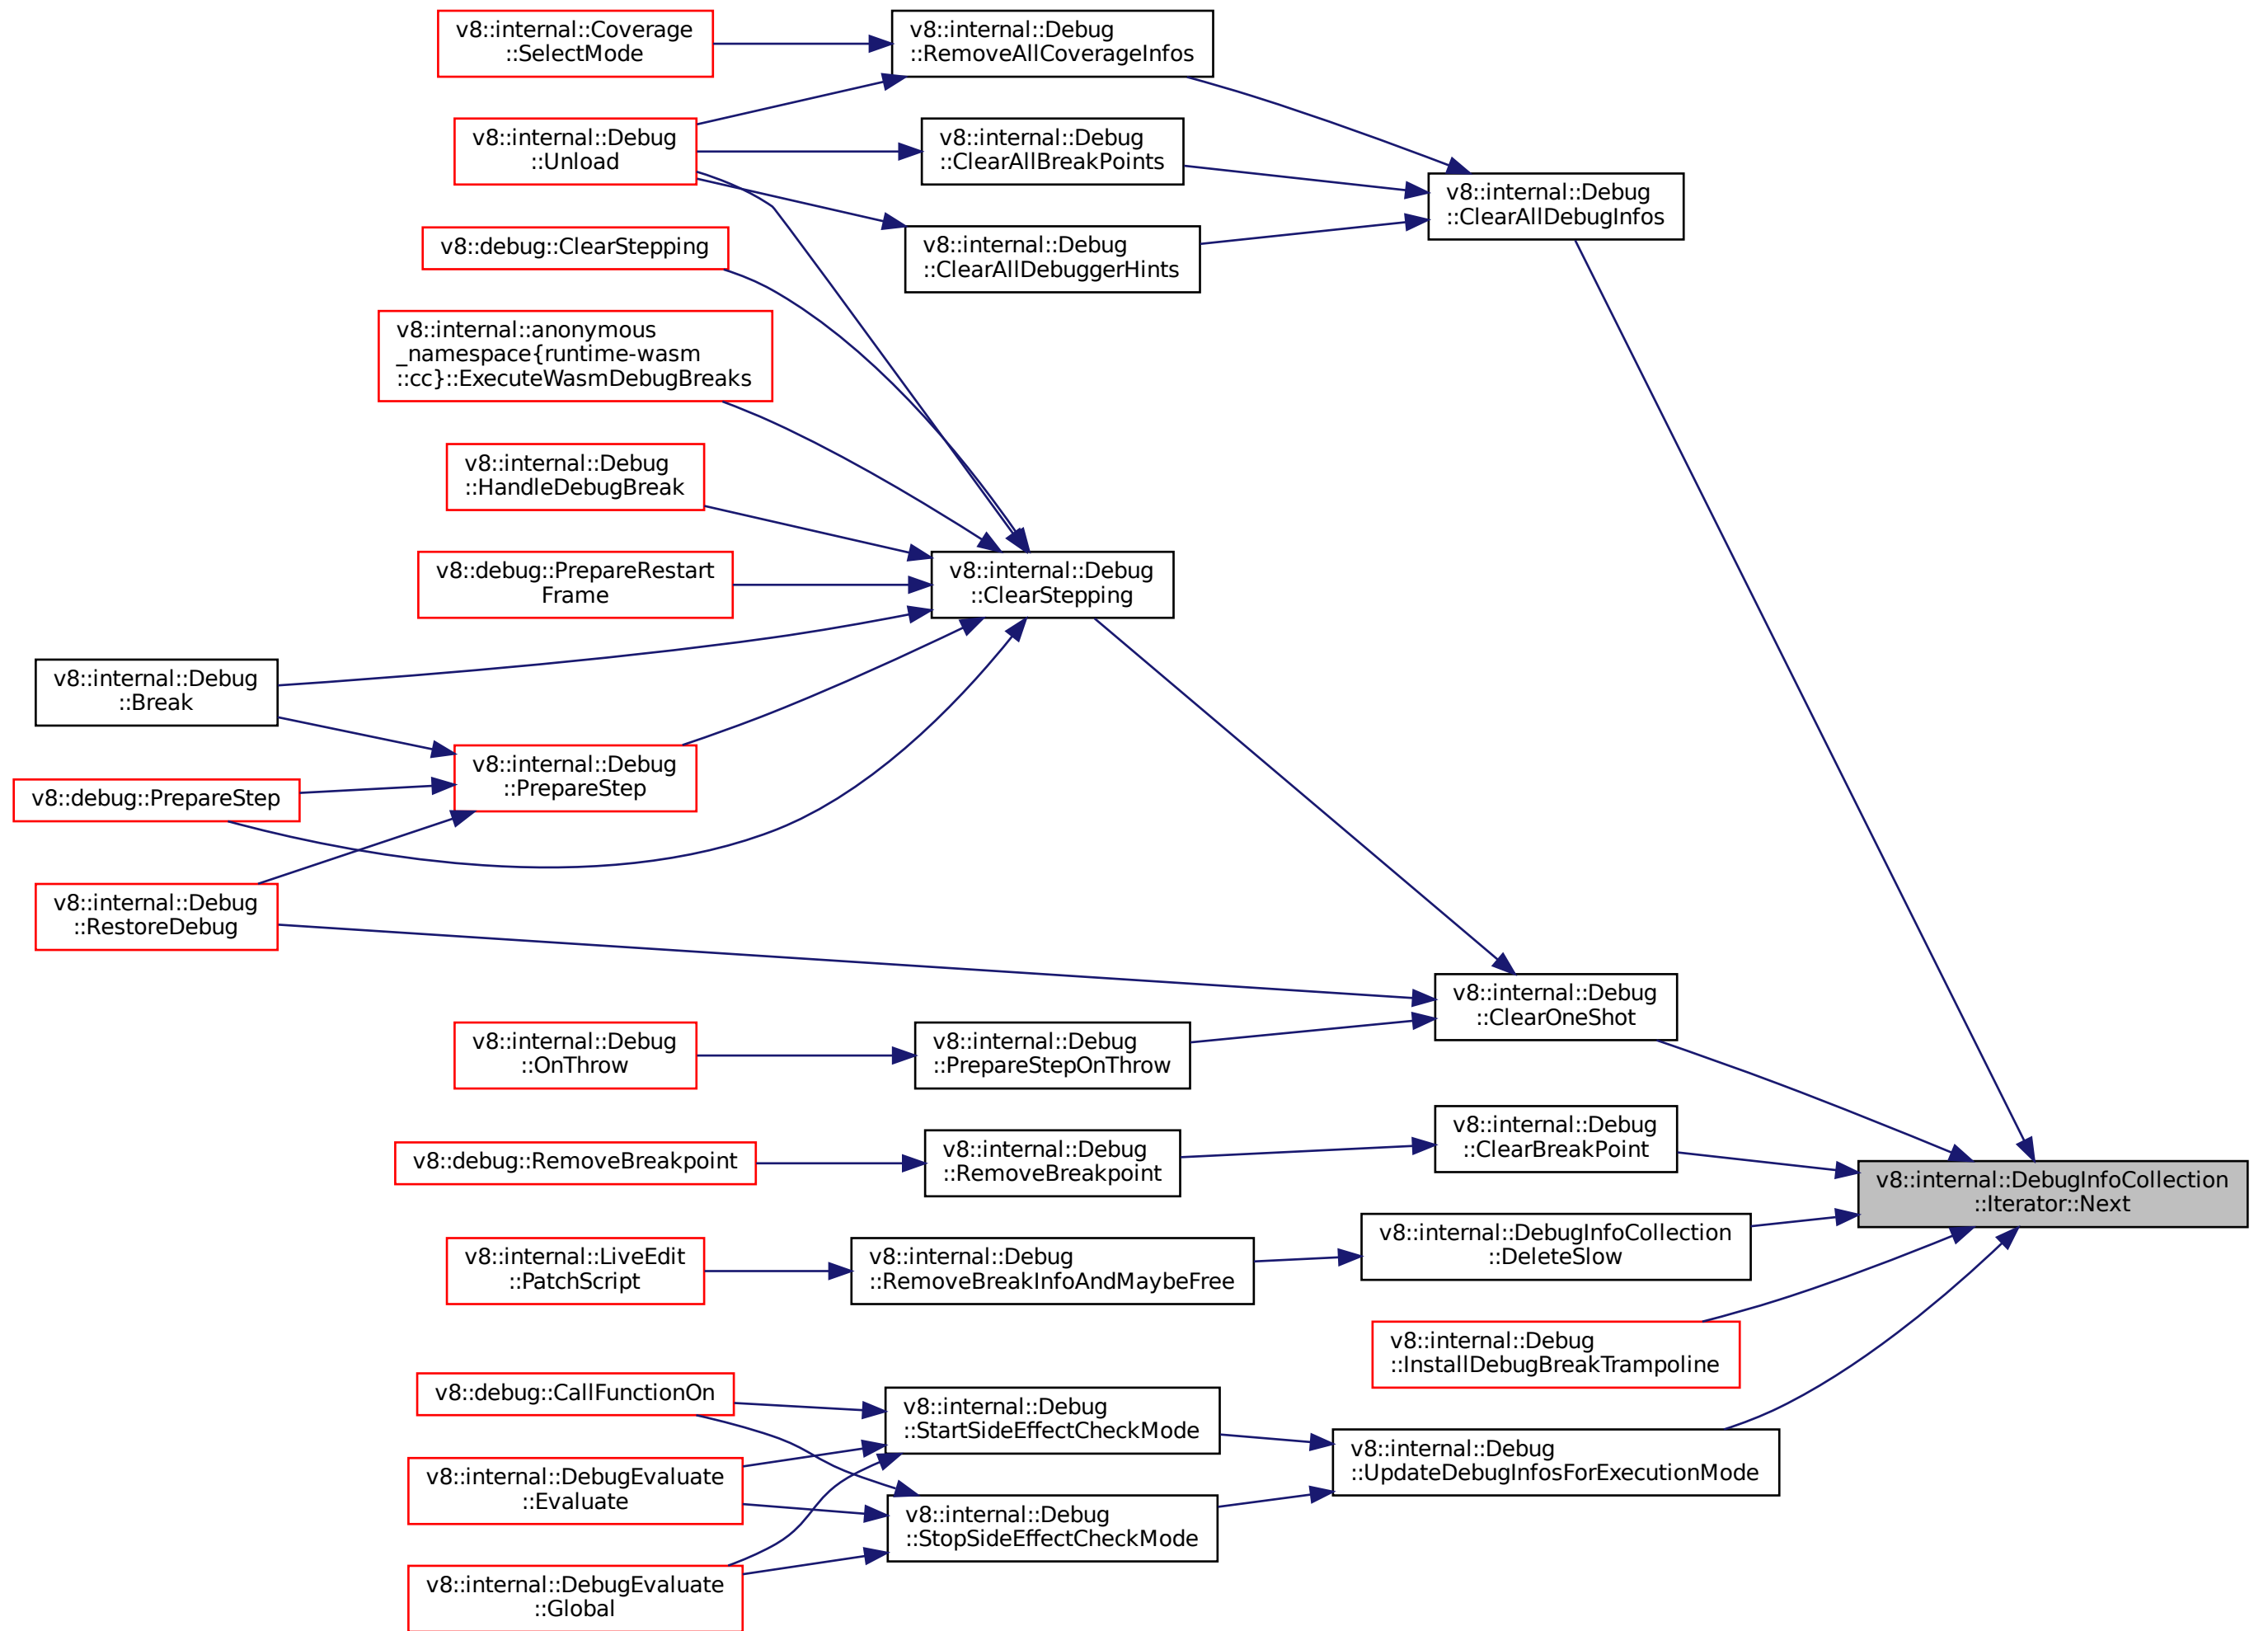 v8::internal::Coverage
::SelectMode
v8::internal::Debug
::RemoveAllCoverageInfos
v8::internal::Debug
::Unload
v8::internal::Debug
::ClearAllBreakPoints
v8::internal::Debug
::ClearAllDebugInfos
v8::debug::ClearStepping
v8::internal::Debug
::ClearAllDebuggerHints
v8::internal::anonymous
_namespace{runtime-wasm
::cc}::ExecuteWasmDebugBreaks
v8::internal::Debug
::HandleDebugBreak
v8::debug::PrepareRestart
Frame
v8::internal::Debug
::ClearStepping
v8::internal::Debug
::Break
v8::internal::Debug
::PrepareStep
v8::debug::PrepareStep
v8::internal::Debug
::RestoreDebug
v8::internal::Debug
::ClearOneShot
v8::internal::Debug
::OnThrow
v8::internal::Debug
::PrepareStepOnThrow
v8::internal::Debug
::ClearBreakPoint
v8::debug::RemoveBreakpoint
v8::internal::Debug
::RemoveBreakpoint
v8::internal::DebugInfoCollection
::Iterator::Next
v8::internal::LiveEdit
::PatchScript
v8::internal::Debug
::RemoveBreakInfoAndMaybeFree
v8::internal::DebugInfoCollection
::DeleteSlow
v8::internal::Debug
::InstallDebugBreakTrampoline
v8::debug::CallFunctionOn
v8::internal::Debug
::StartSideEffectCheckMode
v8::internal::Debug
::UpdateDebugInfosForExecutionMode
v8::internal::DebugEvaluate
::Evaluate
v8::internal::Debug
::StopSideEffectCheckMode
v8::internal::DebugEvaluate
::Global